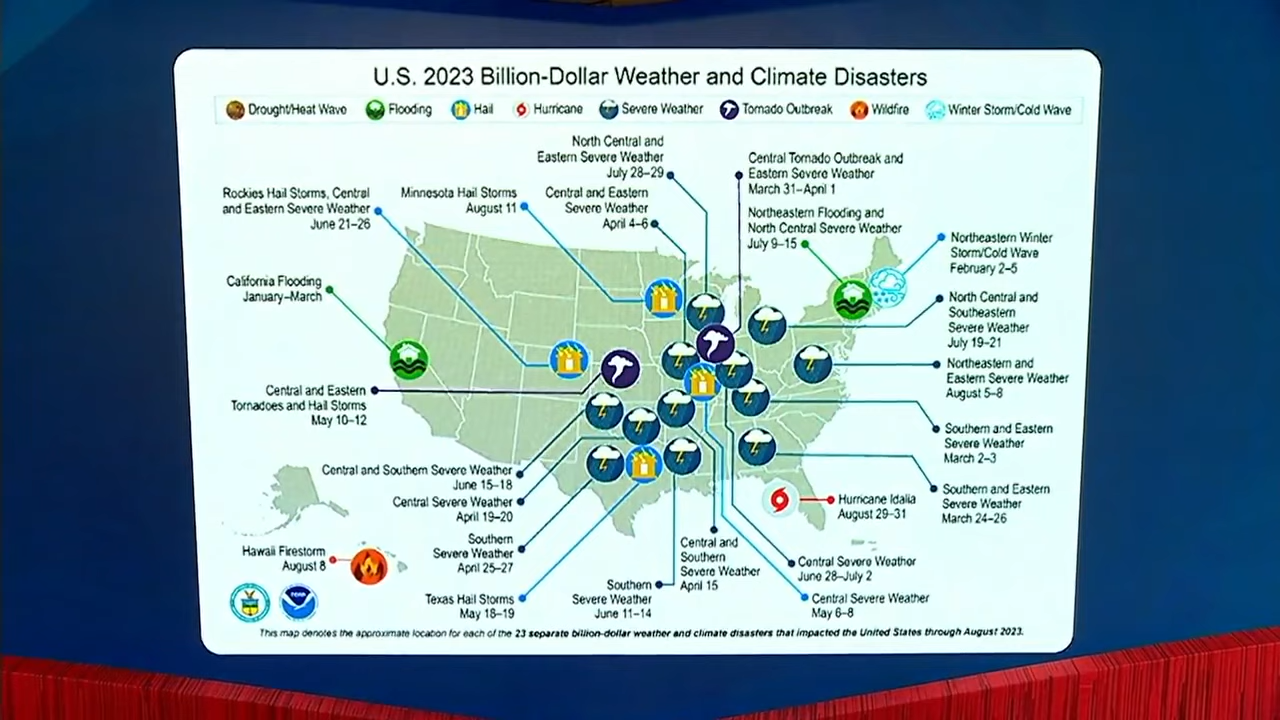 U.S. 2023 Billion-Dollar Weather and Climate Disasters
Drought/Heat Wave Flooding Hail Hurricane Severe Weather Tornado Outbreak Wildfire Winter Storm/Cold Wave
North Central and
Eastern Severe Weather
July 28–29
Central Tornado Outbreak and
Eastern Severe Weather
March 31–April 1
Rockies Hail Storms, Central
and Eastern Severe Weather
June 21–26
Minnesota Hail Storms
August 11
Central and Eastern
Severe Weather
April 4–6
Northeastern Flooding and
North Central Severe Weather
July 9–15
Northeastern Winter
Storm/Cold Wave
February 2–5
California Flooding
January–March
North Central and
Southeastern
Severe Weather
July 19–21
Northeastern and
Eastern Severe Weather
August 5–8
Central and Eastern
Tornadoes and Hail Storms
May 10–12
Southern and Eastern
Severe Weather
March 2–3
Central and Southern Severe Weather
June 15–18
Central Severe Weather
April 19–20
Southern and Eastern
Severe Weather
March 24–26
Hurricane Idalia
August 29–31
Southern
Severe Weather
April 25–27
Hawaii Firestorm
August 8
Central and
Southern
Severe Weather
April 15
Central Severe Weather
June 28–July 2
Southern
Severe Weather
June 11–14
Texas Hail Storms
May 18–19
Central Severe Weather
May 6–8
NOAA
This map denotes the approximate location for each of the 23 separate billion-dollar weather and climate disasters that impacted the United States through August 2023.